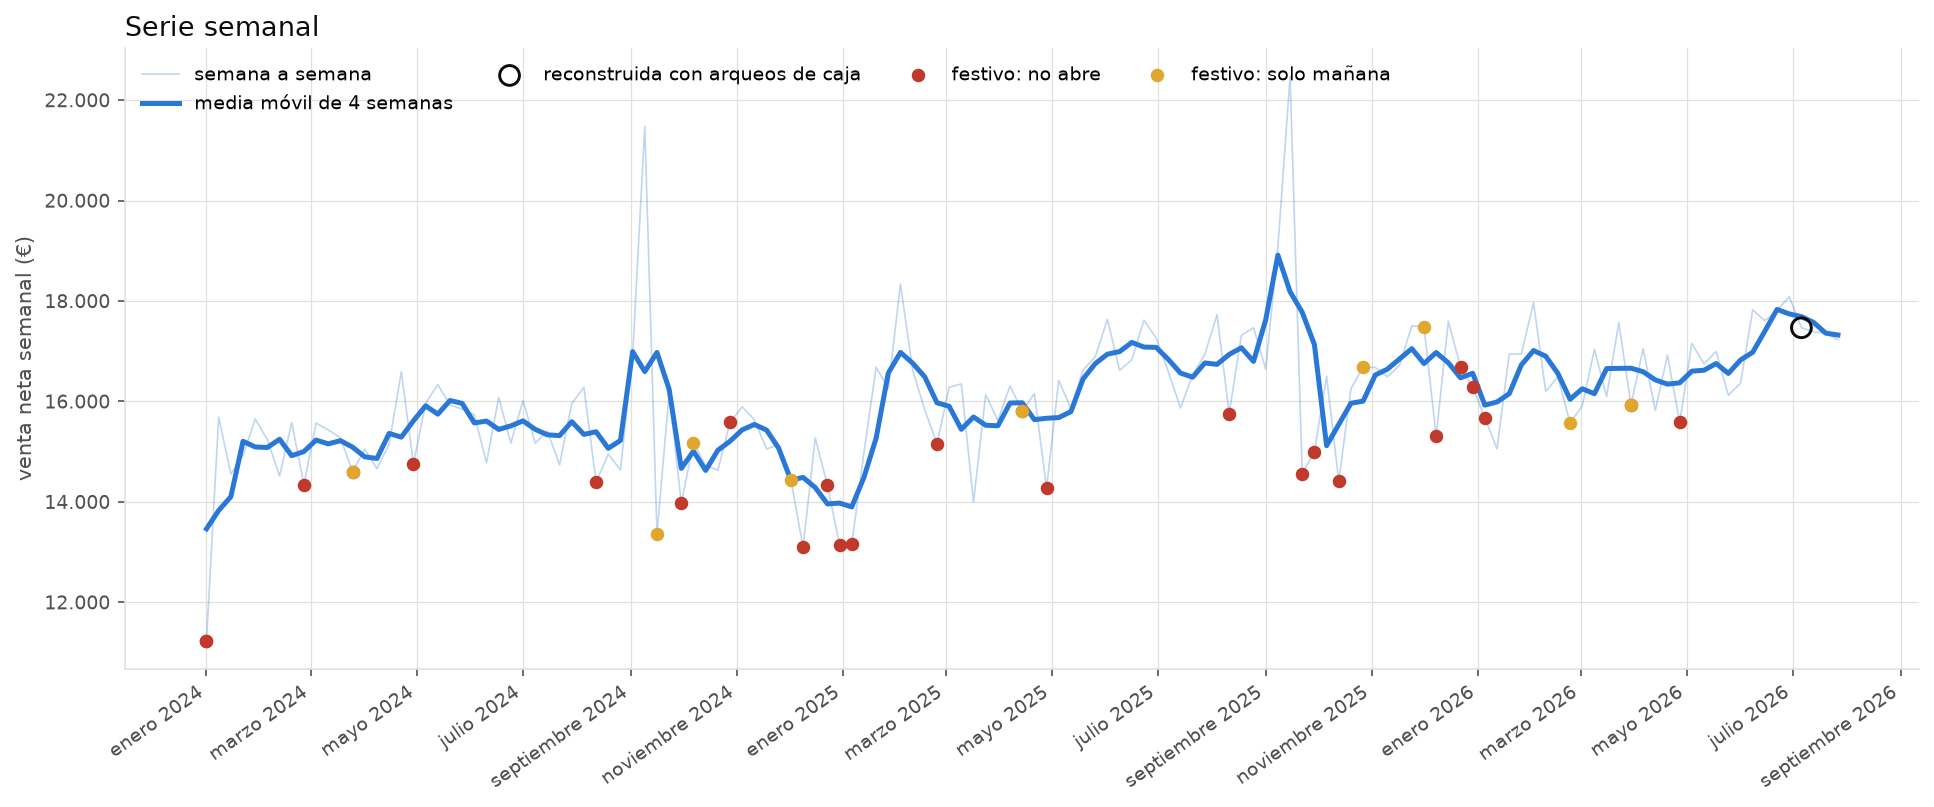 Serie semanal
semana a semana
media móvil de 4 semanas
reconstruida con arqueos de caja
festivo: no abre
festivo: solo mañana
venta neta semanal (€)
22.000
20.000
18.000
16.000
14.000
12.000
enero 2024
marzo 2024
mayo 2024
julio 2024
septiembre 2024
noviembre 2024
enero 2025
marzo 2025
mayo 2025
julio 2025
septiembre 2025
noviembre 2025
enero 2026
marzo 2026
mayo 2026
julio 2026
septiembre 2026